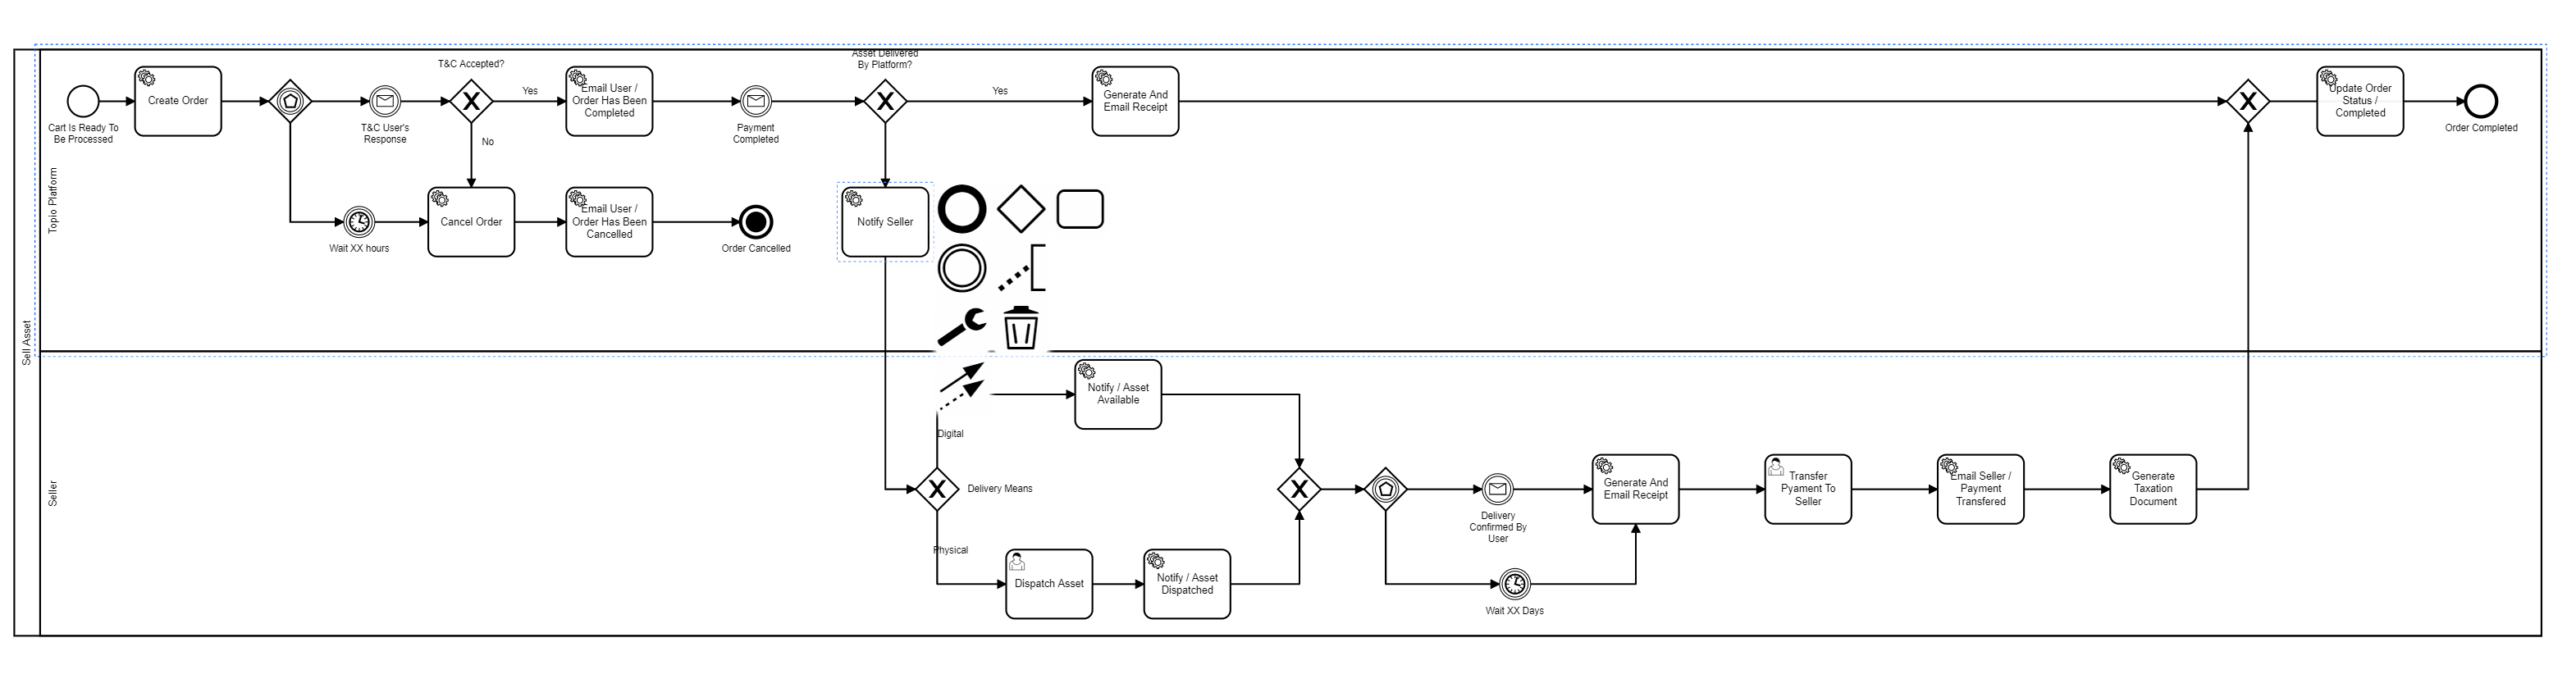 Sell Asset
Topio Platform
Cart Is Ready To
Be Processed
Create Order
T&C User's
Response
T&C Accepted?
Yes
No
Email User /
Order Has Been
Completed
Payment
Completed
Asset Delivered
By Platform?
Yes
Generate And
Email Receipt
Update Order
Status /
Completed
Order Completed
Wait XX hours
Cancel Order
Email User /
Order Has Been
Cancelled
Order Cancelled
Notify Seller
Seller
Notify / Asset
Available
Digital
Delivery Means
Physical
Dispatch Asset
Notify / Asset
Dispatched
Delivery
Confirmed By
User
Wait XX Days
Generate And
Email Receipt
Transfer
Pyament To
Seller
Email Seller /
Payment
Transfered
Generate
Taxation
Document